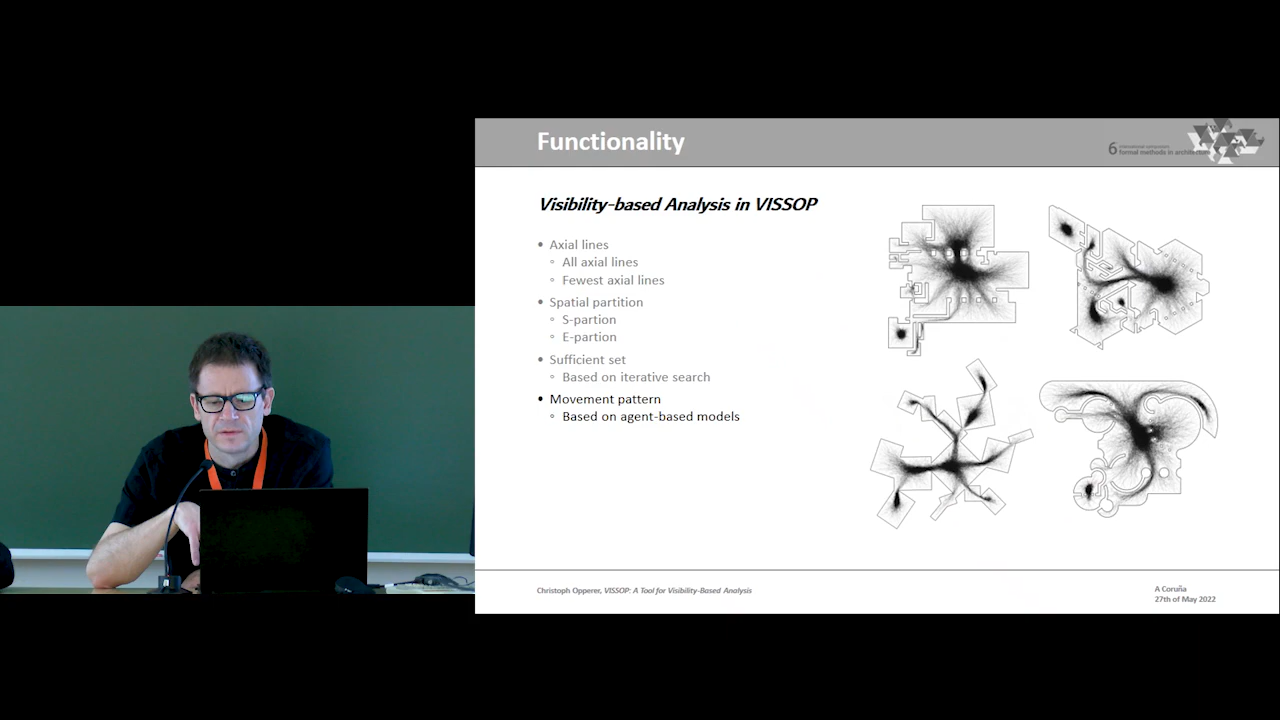 Functionality
6 international symposium
formal methods in architecture
Visibility-based Analysis in VISSOP
• Axial lines
◦ All axial lines
◦ Fewest axial lines
• Spatial partition
◦ S-partion
◦ E-partion
• Sufficient set
◦ Based on iterative search
• Movement pattern
◦ Based on agent-based models
Christoph Opperer, VISSOP: A Tool for Visibility-Based Analysis
A Coruña
27th of May 2022